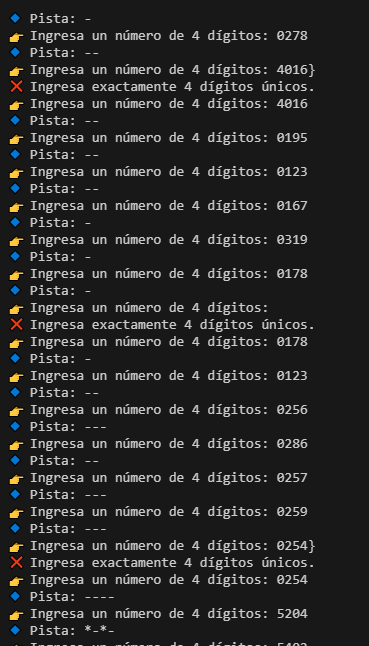 🔹 Pista: -
👉 Ingresa un número de 4 dígitos: 0278
🔹 Pista: --
👉 Ingresa un número de 4 dígitos: 4016}
❌ Ingresa exactamente 4 dígitos únicos.
👉 Ingresa un número de 4 dígitos: 4016
🔹 Pista: --
👉 Ingresa un número de 4 dígitos: 0195
🔹 Pista: --
👉 Ingresa un número de 4 dígitos: 0123
🔹 Pista: --
👉 Ingresa un número de 4 dígitos: 0167
🔹 Pista: -
👉 Ingresa un número de 4 dígitos: 0319
🔹 Pista: -
👉 Ingresa un número de 4 dígitos: 0178
🔹 Pista: -
👉 Ingresa un número de 4 dígitos:
❌ Ingresa exactamente 4 dígitos únicos.
👉 Ingresa un número de 4 dígitos: 0178
🔹 Pista: -
👉 Ingresa un número de 4 dígitos: 0123
🔹 Pista: --
👉 Ingresa un número de 4 dígitos: 0256
🔹 Pista: ---
👉 Ingresa un número de 4 dígitos: 0286
🔹 Pista: --
👉 Ingresa un número de 4 dígitos: 0257
🔹 Pista: ---
👉 Ingresa un número de 4 dígitos: 0259
🔹 Pista: ---
👉 Ingresa un número de 4 dígitos: 0254}
❌ Ingresa exactamente 4 dígitos únicos.
👉 Ingresa un número de 4 dígitos: 0254
🔹 Pista: ----
👉 Ingresa un número de 4 dígitos: 5204
🔹 Pista: *-*-